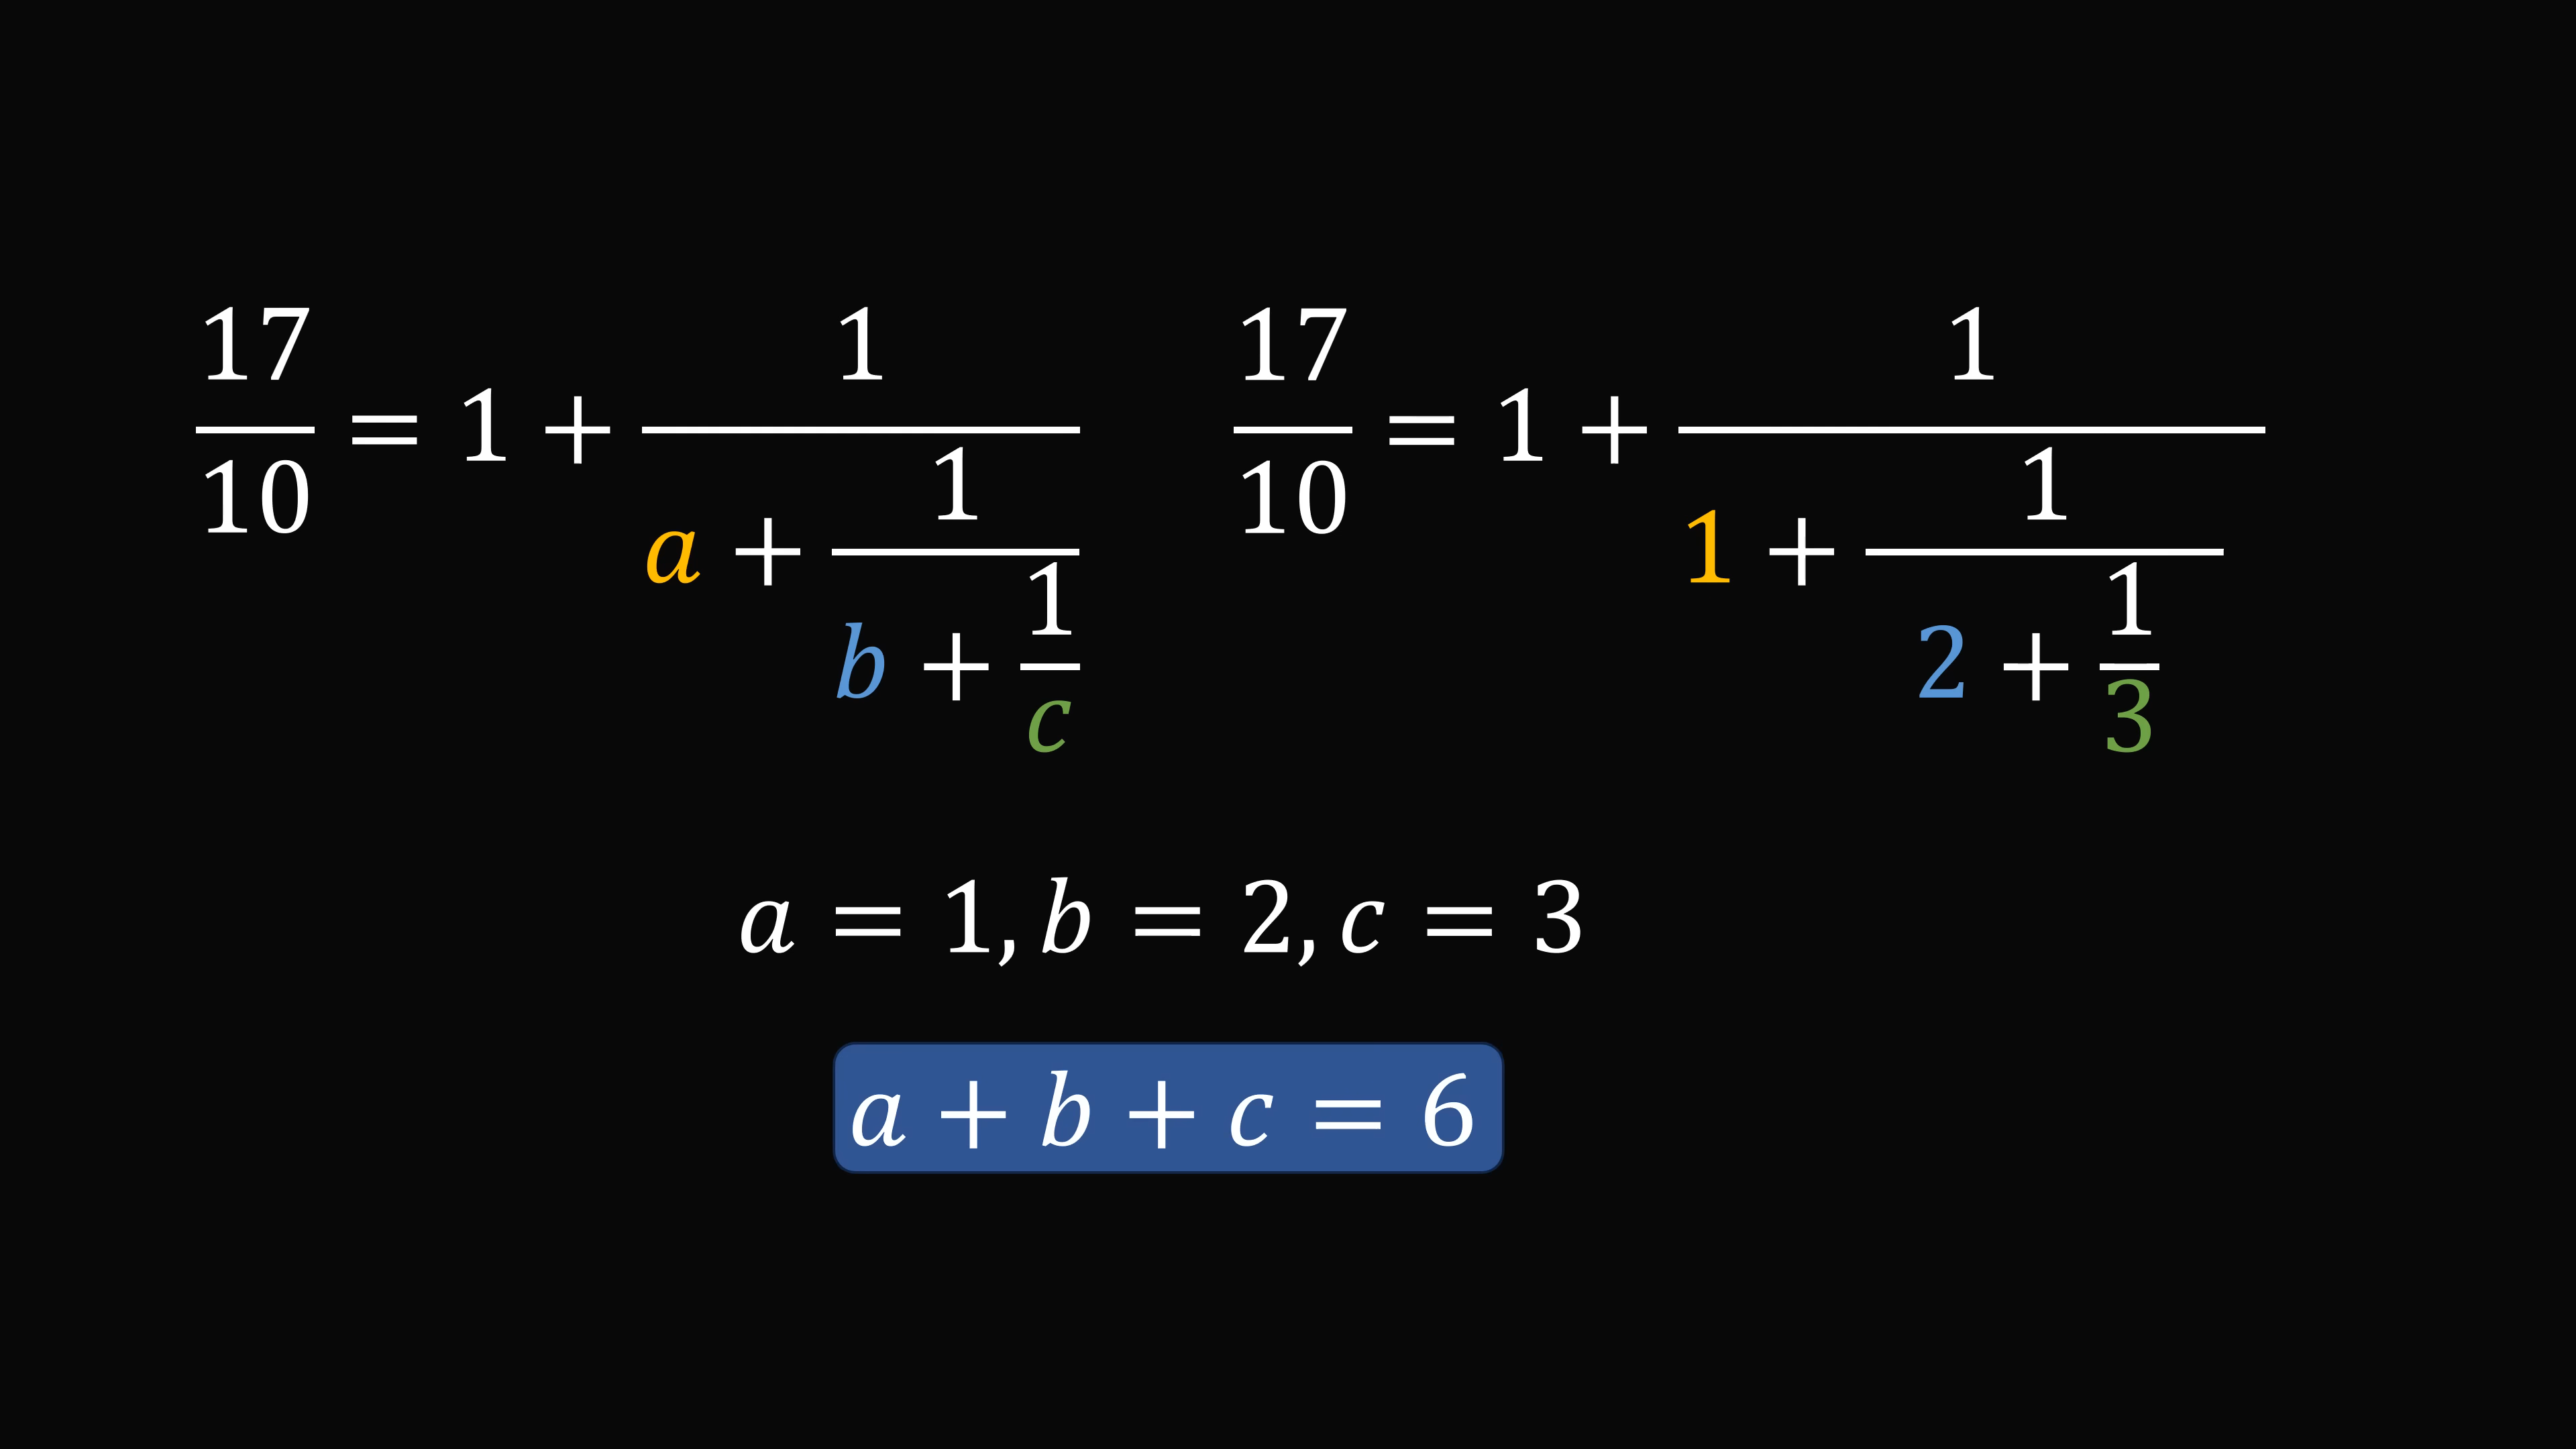 17/10 = 1 + 1/(a + 1/(b + 1/c))
17/10 = 1 + 1/(1 + 1/(2 + 1/3))
a = 1, b = 2, c = 3
a + b + c = 6